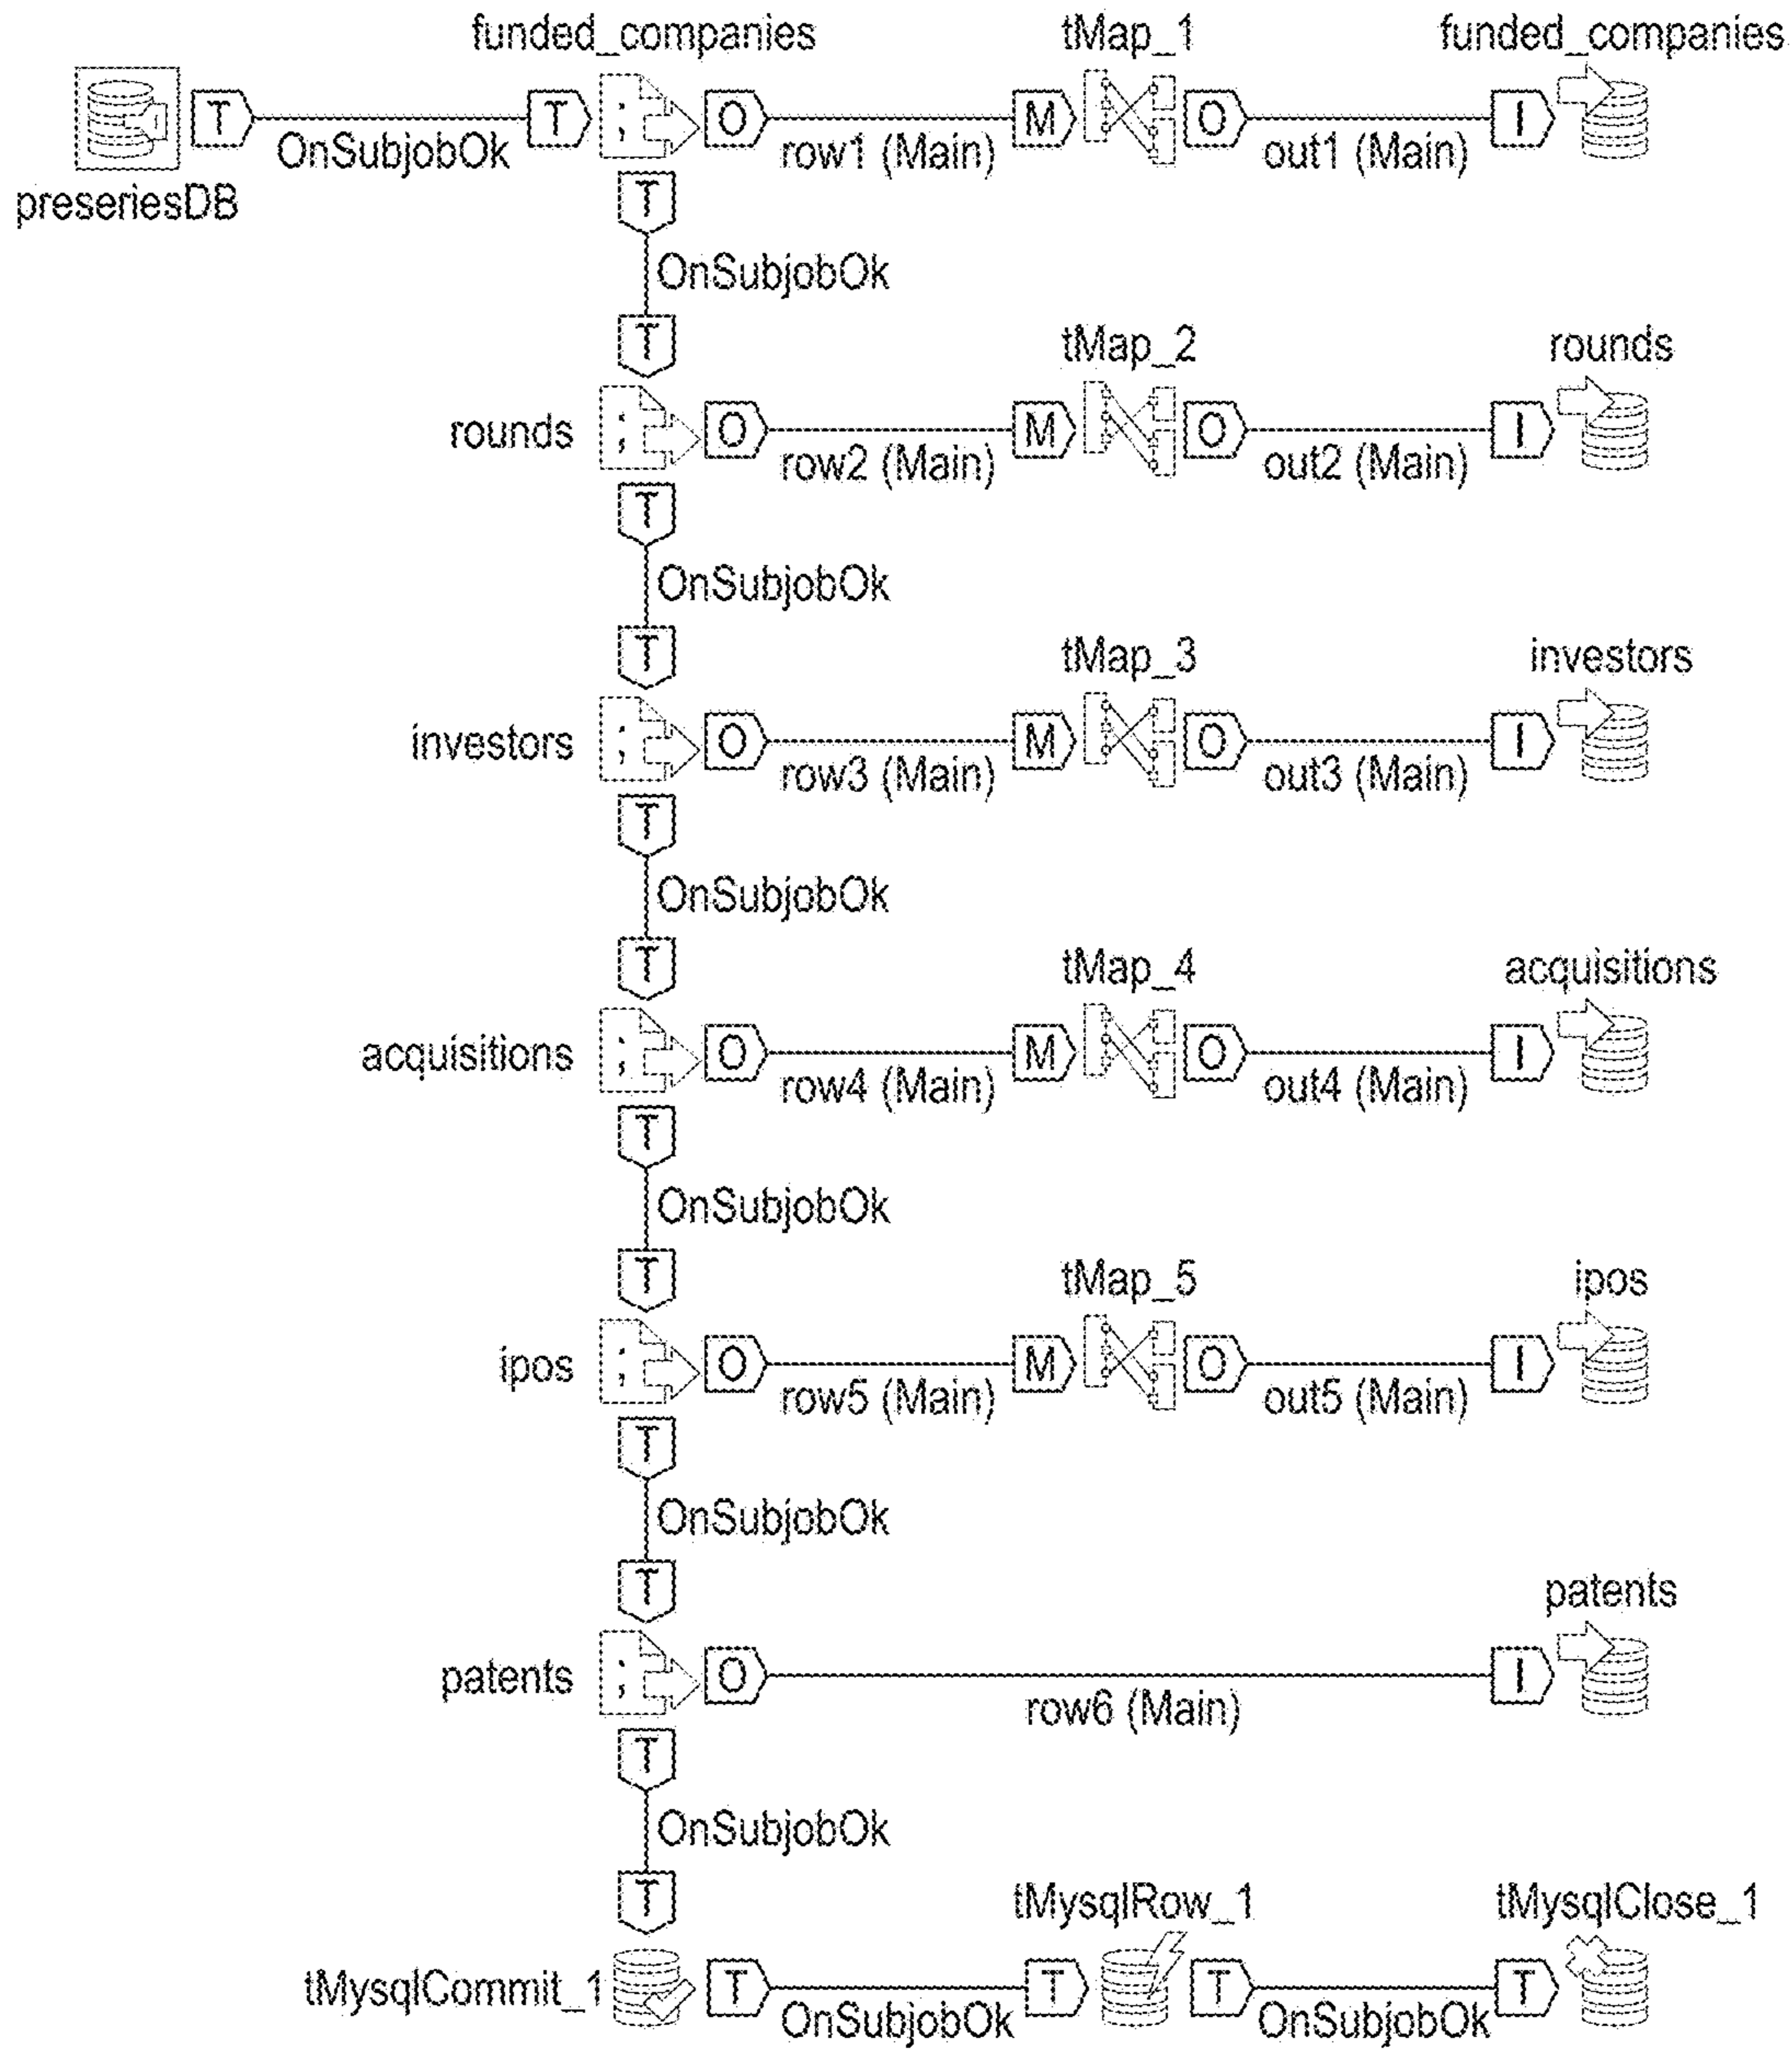 funded_companies tMap_1 funded_companies
T T ; O M O I
OnSubjobOk row1 (Main) out1 (Main)
preseriesDB
T
OnSubjobOk
T
tMap_2 rounds
rounds ; O M O I
row2 (Main) out2 (Main)
T
OnSubjobOk
T
tMap_3 investors
investors ; O M O I
row3 (Main) out3 (Main)
T
OnSubjobOk
T
tMap_4 acquisitions
acquisitions ; O M O I
row4 (Main) out4 (Main)
T
OnSubjobOk
T
tMap_5 ipos
ipos ; O M O I
row5 (Main) out5 (Main)
T
OnSubjobOk
T
patents
patents ; O I
row6 (Main)
T
OnSubjobOk
T
tMysqlRow_1 tMysqlClose_1
tMysqlCommit_1 T T T T
OnSubjobOk OnSubjobOk